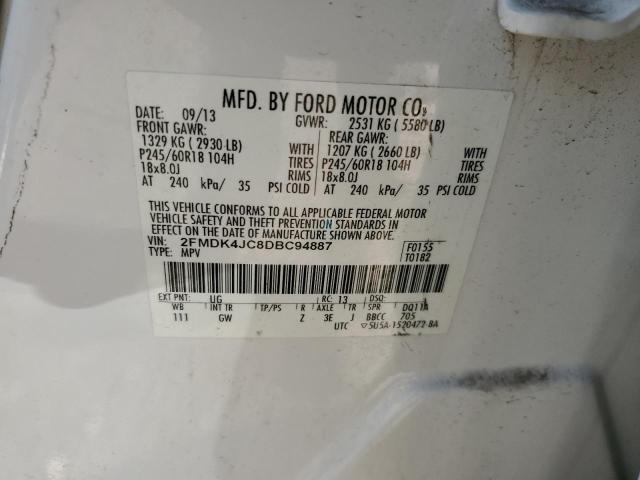 MFD. BY FORD MOTOR CO.
DATE: 09/13 GVWR: 2531 KG ( 5580 LB)
FRONT GAWR: REAR GAWR:
1329 KG ( 2930 LB) WITH 1207 KG ( 2660 LB) WITH
P245/60R18 104H TIRES P245/60R18 104H TIRES
18x8.0J RIMS 18x8.0J RIMS
AT 240 kPa/ 35 PSI COLD AT 240 kPa/ 35 PSI COLD
THIS VEHICLE CONFORMS TO ALL APPLICABLE FEDERAL MOTOR
VEHICLE SAFETY AND THEFT PREVENTION STANDARDS IN
EFFECT ON THE DATE OF MANUFACTURE SHOWN ABOVE.
VIN: 2FMDK4JC8DBC94887 F0155
TYPE: MPV T0182
EXT PNT: UG RC: 13 DSO:
WB INT TR TP/PS R AXLE TR SPR DQ11A
111 GW Z 3E J BBCC 705
UTC 5U5A-1520472-BA